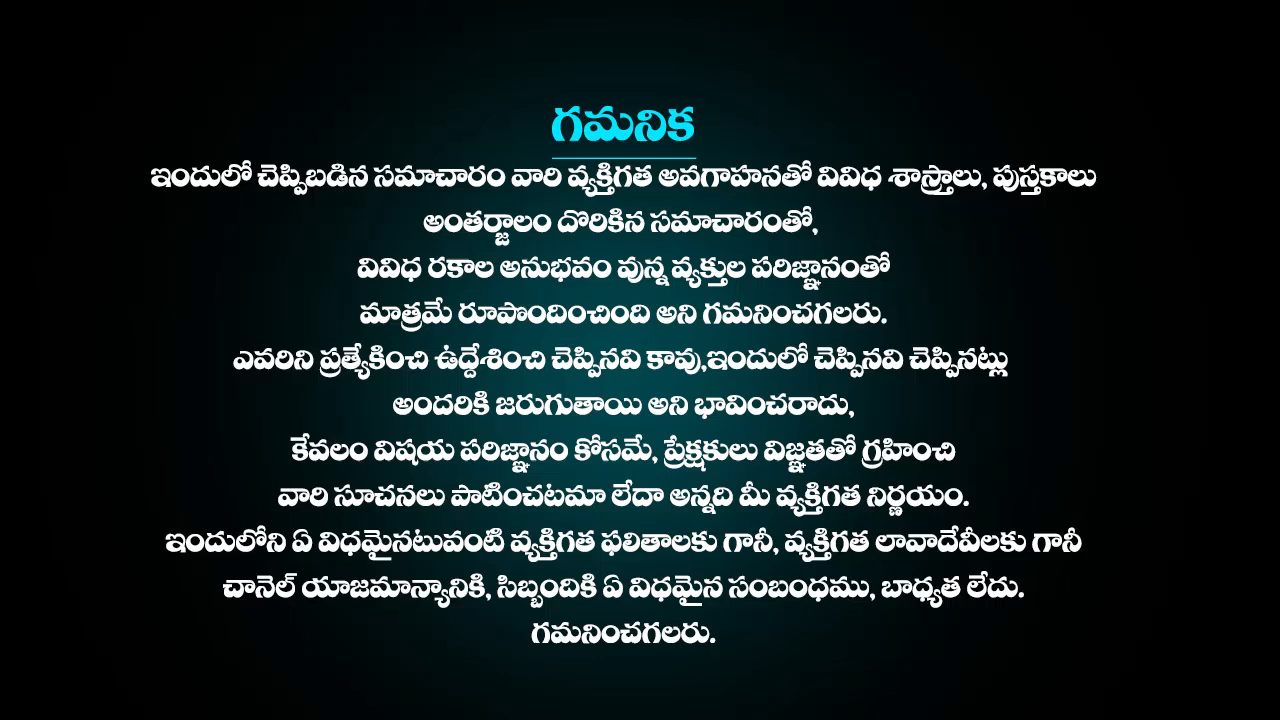 గమనిక
ఇందులో చెప్పిబడిన సమాచారం వారి వ్యక్తిగత అవగాహనతో వివిధ శాస్త్రాలు, పుస్తకాలు
అంతర్జాలం దొరికిన సమాచారంతో,
వివిధ రకాల అనుభవం వున్న వ్యక్తుల పరిజ్ఞానంతో
మాత్రమే రూపొందించింది అని గమనించగలరు.
ఎవరిని ప్రత్యేకించి ఉద్దేశించి చెప్పినవి కావు,ఇందులో చెప్పినవి చెప్పినట్లు
అందరికి జరుగుతాయి అని భావించరాదు,
కేవలం విషయ పరిజ్ఞానం కోసమే, ప్రేక్షకులు విజ్ఞతతో గ్రహించి
వారి సూచనలు పాటించటమా లేదా అన్నది మీ వ్యక్తిగత నిర్ణయం.
ఇందులోని ఏ విధమైనటువంటి వ్యక్తిగత ఫలితాలకు గానీ, వ్యక్తిగత లావాదేవీలకు గానీ
చానెల్ యాజమాన్యానికి, సిబ్బందికి ఏ విధమైన సంబంధము, బాధ్యత లేదు.
గమనించగలరు.